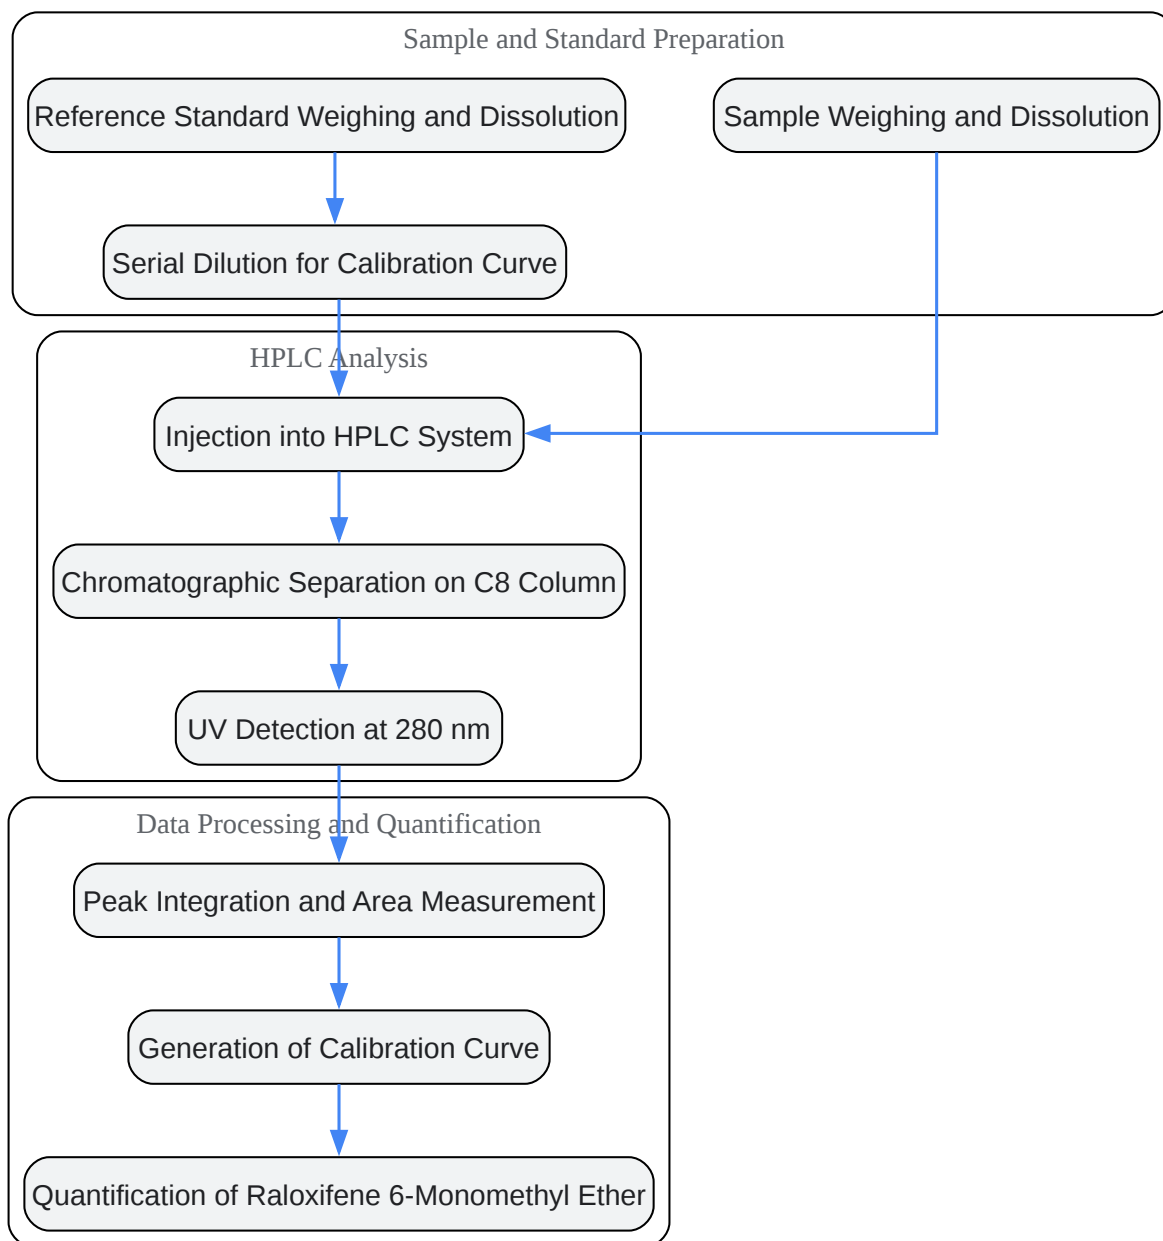 Sample and Standard Preparation
Reference Standard Weighing and Dissolution
Sample Weighing and Dissolution
Serial Dilution for Calibration Curve
HPLC Analysis
Injection into HPLC System
Chromatographic Separation on C8 Column
UV Detection at 280 nm
Data Processing and Quantification
Peak Integration and Area Measurement
Generation of Calibration Curve
Quantification of Raloxifene 6-Monomethyl Ether